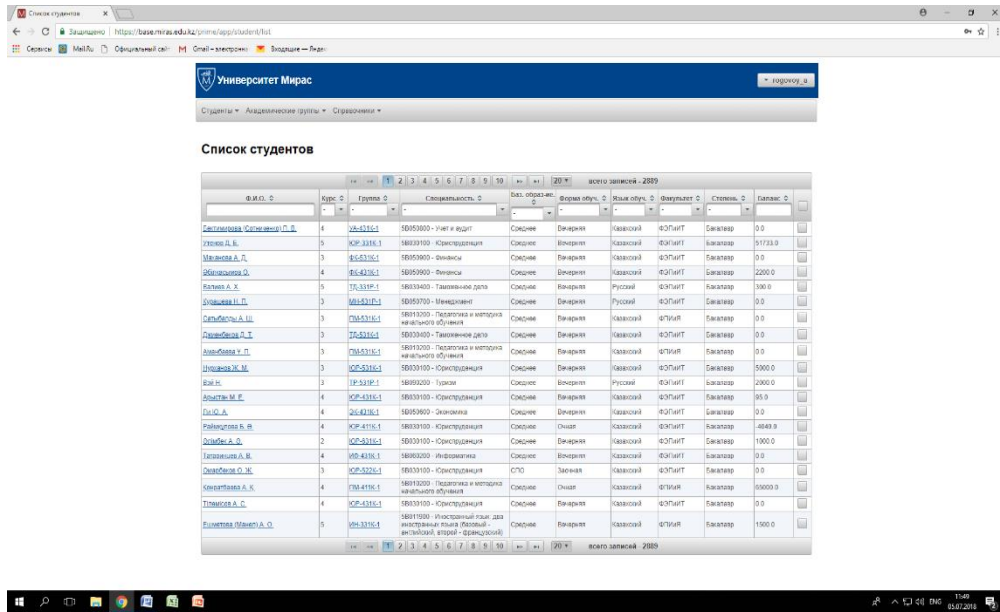 Список студентов
Защищено https://base.miras.edu.kz/prime/app/student/list
Сервисы Mail.Ru Официальный сай Gmail – электронна Входящие — Янде
Университет Мирас rogovoy_a
Студенты Академические группы Справочники
Список студентов
1 2 3 4 5 6 7 8 9 10 20 всего записей - 2889
Ф.И.О. Курс Группа Специальность Баз. образ-ие. Форма обуч. Язык обуч. Факультет Степень Баланс
4 УА-431К-1 5В050800 - Учет и аудит Среднее Вечерняя Казахский ФЭПиИТ Бакалавр 0.0
Утенов Д. Б. 5 ЮР-331К-1 5В030100 - Юриспруденция Среднее Вечерняя Казахский ФЭПиИТ Бакалавр 51733.0
Маханова А. Д. 3 ФК-531К-1 5В050900 - Финансы Среднее Вечерняя Казахский ФЭПиИТ Бакалавр 0.0
4 ФК-431К-1 5В050900 - Финансы Среднее Вечерняя Казахский ФЭПиИТ Бакалавр 2200.0
Валиев А. Х. 5 ТД-331Р-1 5В030400 - Таможенное дело Среднее Вечерняя Русский ФЭПиИТ Бакалавр 300.0
Курашева Н. П. 3 МН-531Р-1 5В050700 - Менеджмент Среднее Вечерняя Русский ФЭПиИТ Бакалавр 0.0
Сатыбалды А. Ш. 3 ПМ-531К-1 5В010200 - Педагогика и методика начального обучения Среднее Вечерняя Казахский ФПИиЯ Бакалавр 0.0
Джаенбеков Д. Т. 3 ТД-531К-1 5В030400 - Таможенное дело Среднее Вечерняя Казахский ФЭПиИТ Бакалавр 0.0
Аманбаева У. П. 3 ПМ-531К-1 5В010200 - Педагогика и методика начального обучения Среднее Вечерняя Казахский ФПИиЯ Бакалавр 0.0
Нурханов Ж. М. 3 ЮР-531К-1 5В030100 - Юриспруденция Среднее Вечерняя Казахский ФЭПиИТ Бакалавр 5000.0
Вэй Н. 3 ТР-531Р-1 5В090200 - Туризм Среднее Вечерняя Русский ФЭПиИТ Бакалавр 2000.0
Арыстан М. Е. 4 ЮР-431К-1 5В030100 - Юриспруденция Среднее Вечерняя Казахский ФЭПиИТ Бакалавр 95.0
Ги Ю. А. 4 ЭК-431К-1 5В050600 - Экономика Среднее Вечерняя Казахский ФЭПиИТ Бакалавр 0.0
Райымкулова Б. 4 ЮР-411К-1 5В030100 - Юриспруденция Среднее Очная Казахский ФЭПиИТ Бакалавр
2 ЮР-631К-1 5В030100 - Юриспруденция Среднее Вечерняя Казахский ФЭПиИТ Бакалавр 1000.0
4 ИФ-431К-1 5В060200 - Информатика Среднее Вечерняя Казахский ФЭПиИТ Бакалавр 0.0
Омарбеков О. Ж. 3 ЮР-522К-1 5В030100 - Юриспруденция СПО Заочная Казахский ФЭПиИТ Бакалавр 0.0
Конратбаева А. К. 4 ПМ-411К-1 5В010200 - Педагогика и методика начального обучения Среднее Очная Казахский ФПИиЯ Бакалавр
4 ЮР-431К-1 5В030100 - Юриспруденция Среднее Вечерняя Казахский ФЭПиИТ Бакалавр 0.0
5 ИН-331К-1 5В011900 - Иностранный язык: два иностранных языка (базовый - английский, второй - французский) Среднее Вечерняя Казахский ФПИиЯ Бакалавр 1500.0
1 2 3 4 5 6 7 8 9 10 20 всего записей - 2889
ENG 11:49
05.07.2018